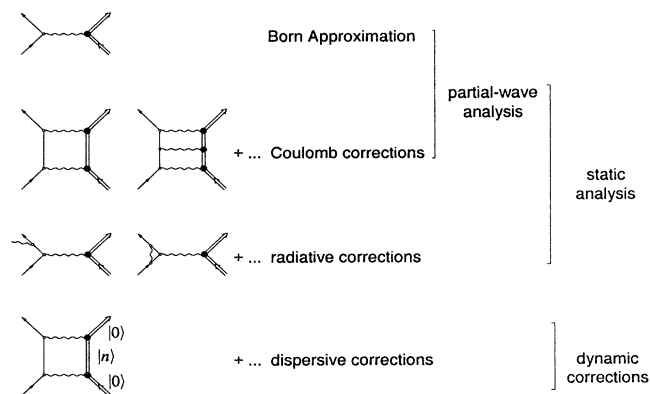 Born Approximation
partial-wave
analysis
+ ... Coulomb corrections
static
analysis
+ ... radiative corrections
|0⟩
|n⟩
+ ... dispersive corrections
|0⟩
dynamic
corrections